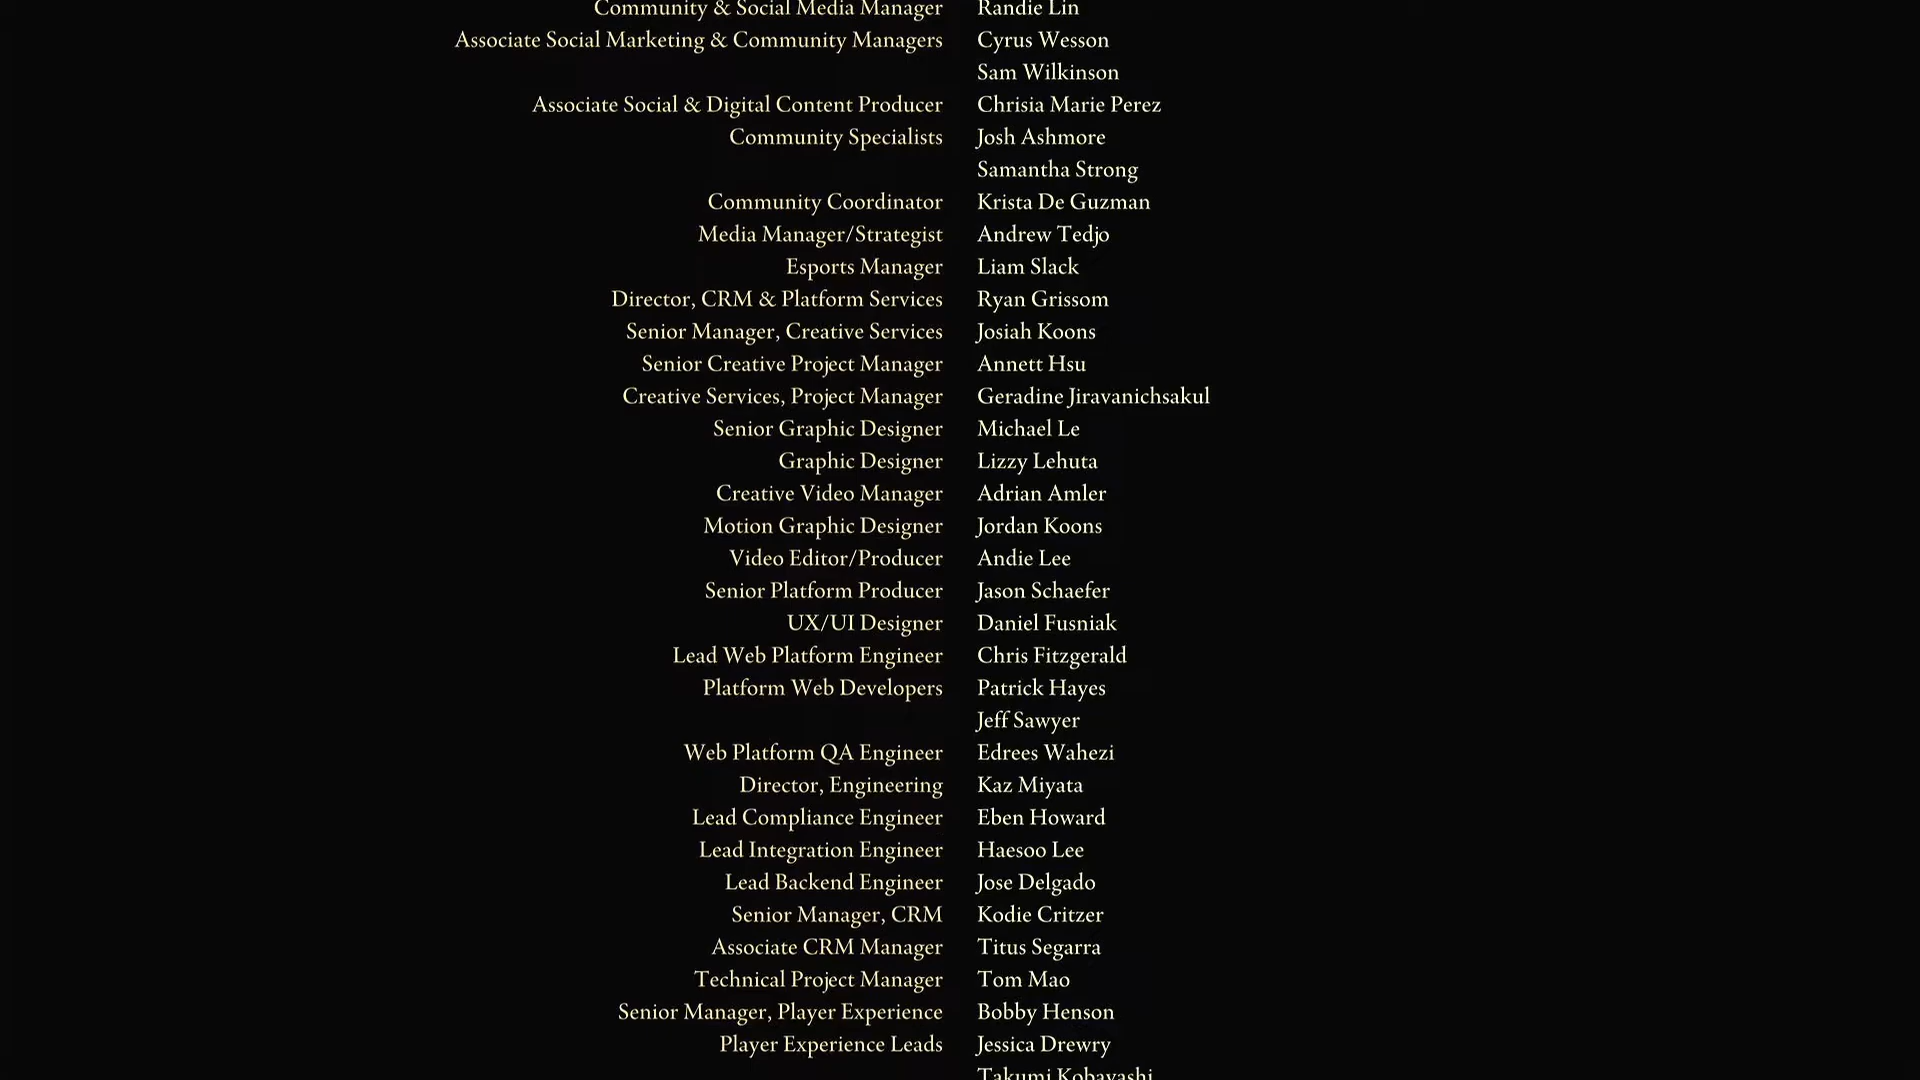 Community & Social Media Manager Randie Lin
Associate Social Marketing & Community Managers Cyrus Wesson
Sam Wilkinson
Associate Social & Digital Content Producer Chrisia Marie Perez
Community Specialists Josh Ashmore
Samantha Strong
Community Coordinator Krista De Guzman
Media Manager/Strategist Andrew Tedjo
Esports Manager Liam Slack
Director, CRM & Platform Services Ryan Grissom
Senior Manager, Creative Services Josiah Koons
Senior Creative Project Manager Annett Hsu
Creative Services, Project Manager Geradine Jiravanichsakul
Senior Graphic Designer Michael Le
Graphic Designer Lizzy Lehuta
Creative Video Manager Adrian Amler
Motion Graphic Designer Jordan Koons
Video Editor/Producer Andie Lee
Senior Platform Producer Jason Schaefer
UX/UI Designer Daniel Fusniak
Lead Web Platform Engineer Chris Fitzgerald
Platform Web Developers Patrick Hayes
Jeff Sawyer
Web Platform QA Engineer Edrees Wahezi
Director, Engineering Kaz Miyata
Lead Compliance Engineer Eben Howard
Lead Integration Engineer Haesoo Lee
Lead Backend Engineer Jose Delgado
Senior Manager, CRM Kodie Critzer
Associate CRM Manager Titus Segarra
Technical Project Manager Tom Mao
Senior Manager, Player Experience Bobby Henson
Player Experience Leads Jessica Drewry
Takumi Kobayashi